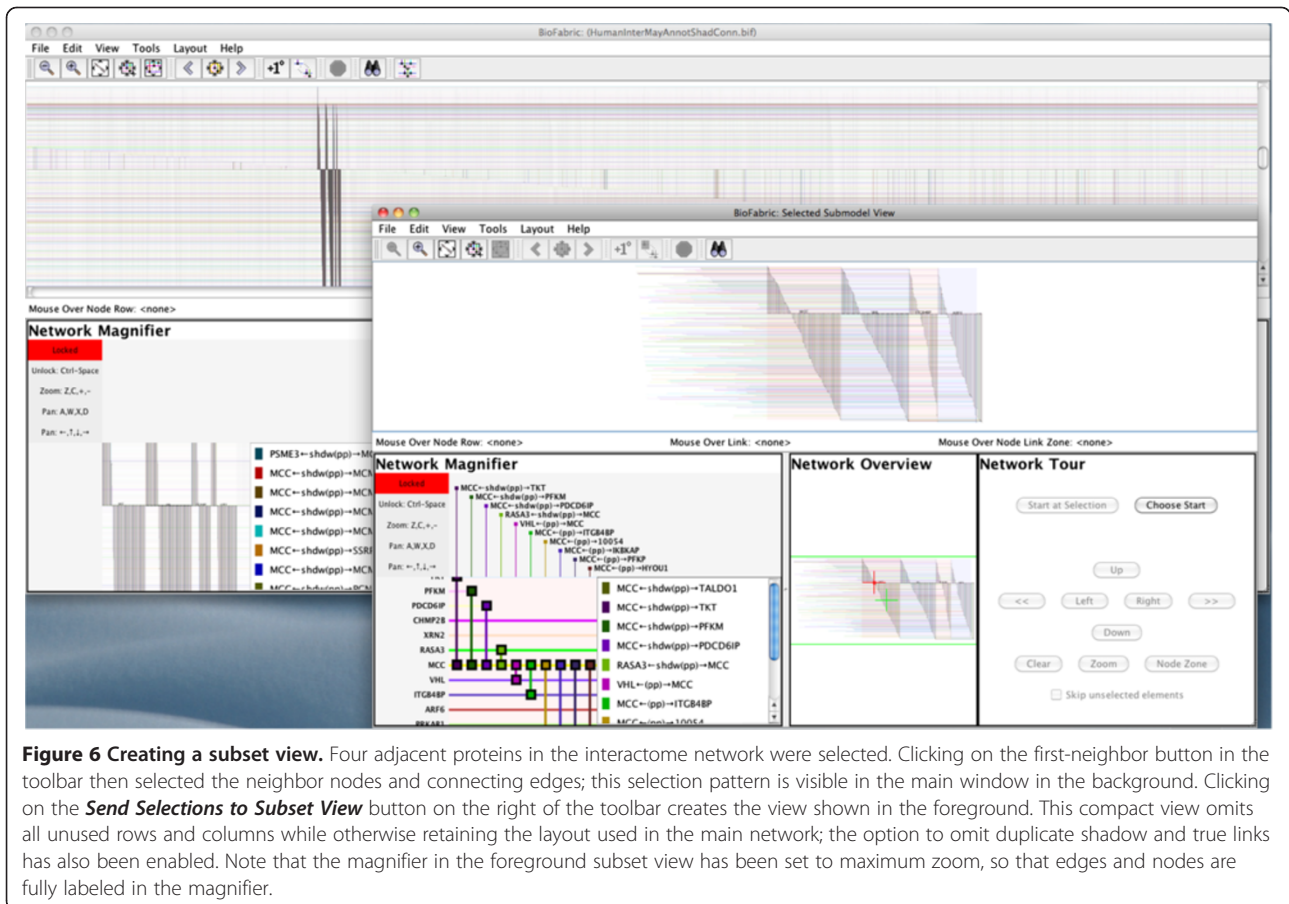 BioFabric: (HumanInterMayAnnotShadConn.bif)
File Edit View Tools Layout Help
+1°
Mouse Over Node Row: <none>
Network Magnifier
Locked
Unlock: Ctrl-Space
Zoom: Z,C,+,-
Pan: A,W,X,D
Pan: ←,↑,↓,→
PSME3←shdw(pp)→MC
MCC←shdw(pp)→MCM
MCC←shdw(pp)→MCM
MCC←shdw(pp)→MCM
MCC←shdw(pp)→MCM
MCC←shdw(pp)→SSRP
MCC←shdw(pp)→MCM
MCC←shdw(pp)→PCM
BioFabric: Selected Submodel View
File Edit View Tools Layout Help
+1°
Mouse Over Node Row: <none> Mouse Over Link: <none> Mouse Over Node Link Zone: <none>
Network Magnifier
Locked
Unlock: Ctrl-Space
Zoom: Z,C,+,-
Pan: A,W,X,D
Pan: ←,↑,↓,→
MCC←shdw(pp)→TKT
MCC←shdw(pp)→PFKM
MCC←shdw(pp)→PDCD6IP
RASA3←shdw(pp)→MCC
VHL←(pp)→MCC
MCC←(pp)→ITGB4BP
MCC←(pp)→10054
MCC←(pp)→IKBKAP
MCC←(pp)→PFKP
MCC←(pp)→HYOU1
TKT
PFKM
PDCD6IP
CHMP2B
XRN2
RASA3
MCC
VHL
ITGB4BP
ARF6
PRKAR1
MCC←shdw(pp)→TALDO1
MCC←shdw(pp)→TKT
MCC←shdw(pp)→PFKM
MCC←shdw(pp)→PDCD6IP
RASA3←shdw(pp)→MCC
VHL←(pp)→MCC
MCC←(pp)→ITGB4BP
MCC←(pp)→10054
Network Overview
Network Tour
Start at Selection Choose Start
Up
<< Left Right >>
Down
Clear Zoom Node Zone
Skip unselected elements
Figure 6 Creating a subset view. Four adjacent proteins in the interactome network were selected. Clicking on the first-neighbor button in the
toolbar then selected the neighbor nodes and connecting edges; this selection pattern is visible in the main window in the background. Clicking
on the Send Selections to Subset View button on the right of the toolbar creates the view shown in the foreground. This compact view omits
all unused rows and columns while otherwise retaining the layout used in the main network; the option to omit duplicate shadow and true links
has also been enabled. Note that the magnifier in the foreground subset view has been set to maximum zoom, so that edges and nodes are
fully labeled in the magnifier.